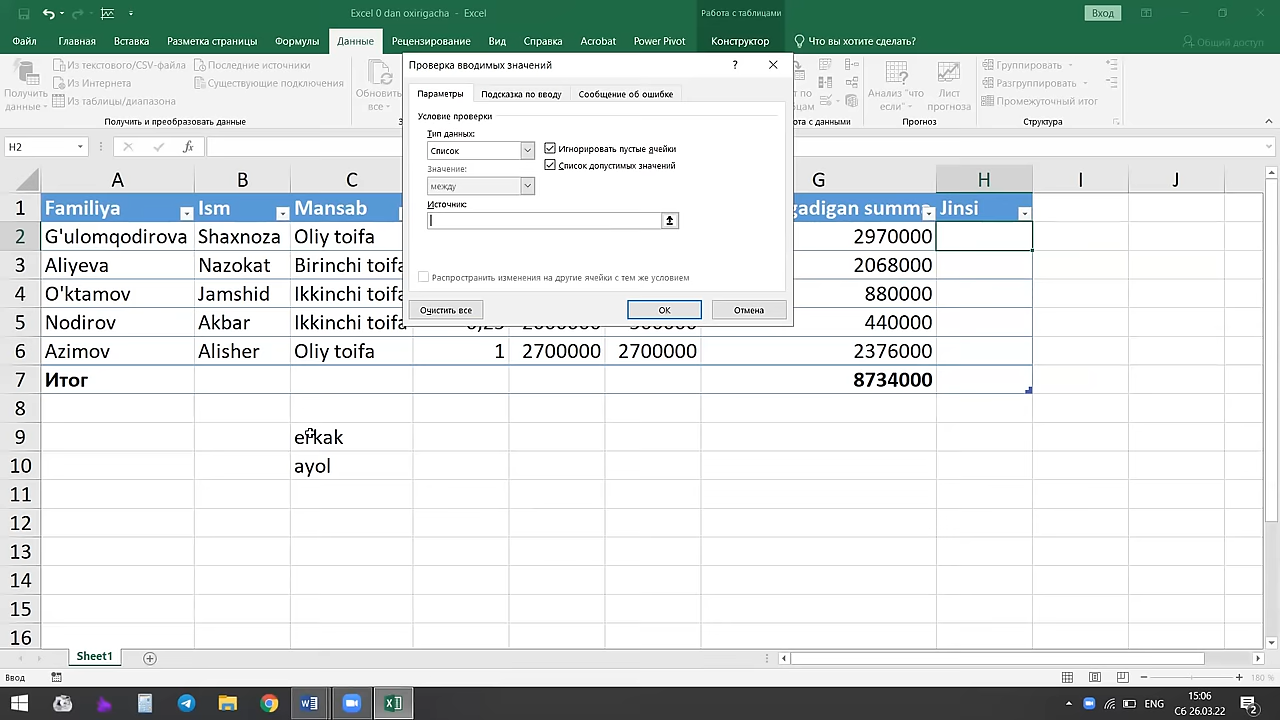 Excel 0 dan oxirigacha - Excel
Работа с таблицами
Вход
Файл Главная Вставка Разметка страницы Формулы Данные Рецензирование Вид Справка Acrobat Power Pivot Конструктор Что вы хотите сделать? Общий доступ
Получить данные
Из текстового/CSV-файла
Из Интернета
Из таблицы/диапазона
Последние источники
Существующие подключения
Получить и преобразовать данные
Обновить все
Анализ "что если"
Лист прогноза
Прогноз
Группировать
Разгруппировать
Промежуточный итог
Структура
Проверка вводимых значений
?
Параметры Подсказка по вводу Сообщение об ошибке
Условие проверки
Тип данных:
Список
Игнорировать пустые ячейки
Список допустимых значений
Значение:
между
Источник:
Распространить изменения на другие ячейки с тем же условием
Очистить все ОК Отмена
H2
fx
A B C G H I J
1 Familiya Ism Mansab gadigan summa Jinsi
2 G'ulomqodirova Shaxnoza Oliy toifa 2970000
3 Aliyeva Nazokat Birinchi toifa 2068000
4 O'ktamov Jamshid Ikkinchi toifa 880000
5 Nodirov Akbar Ikkinchi toifa 440000
6 Azimov Alisher Oliy toifa 1 2700000 2700000 2376000
7 Итог 8734000
8
9 erkak
10 ayol
11
12
13
14
15
16
Sheet1
Ввод
180 %
ENG
15:06
Сб 26.03.22
2